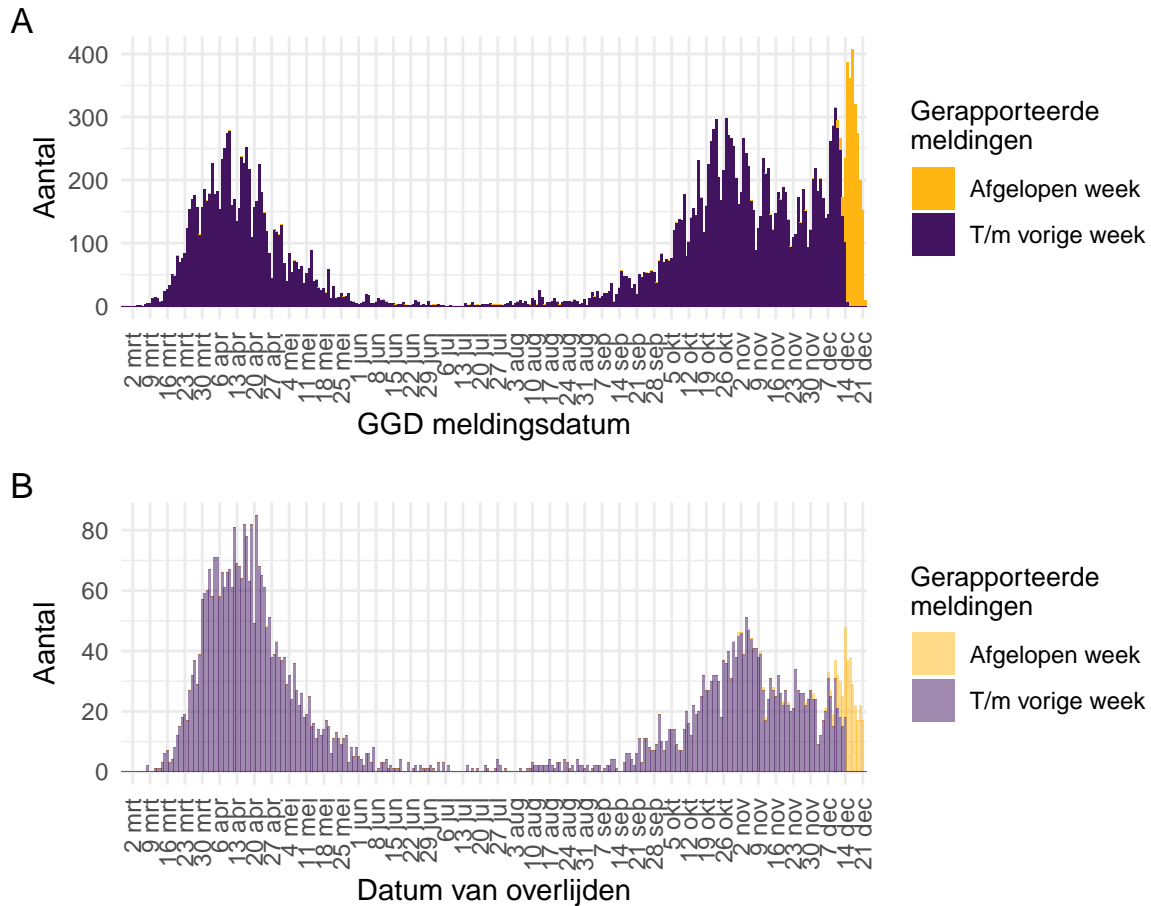 A
400
300
200
100
0
Aantal
2 mrt
9 mrt
16 mrt
23 mrt
30 mrt
6 apr
13 apr
20 apr
27 apr
4 mei
11 mei
18 mei
25 mei
1 jun
8 jun
15 jun
22 jun
29 jun
6 jul
13 jul
20 jul
27 jul
3 aug
10 aug
17 aug
24 aug
31 aug
7 sep
14 sep
21 sep
28 sep
5 okt
12 okt
19 okt
26 okt
2 nov
9 nov
16 nov
23 nov
30 nov
7 dec
14 dec
21 dec
GGD meldingsdatum
Gerapporteerde
meldingen
Afgelopen week
T/m vorige week
B
80
60
40
20
0
Aantal
2 mrt
9 mrt
16 mrt
23 mrt
30 mrt
6 apr
13 apr
20 apr
27 apr
4 mei
11 mei
18 mei
25 mei
1 jun
8 jun
15 jun
22 jun
29 jun
6 jul
13 jul
20 jul
27 jul
3 aug
10 aug
17 aug
24 aug
31 aug
7 sep
14 sep
21 sep
28 sep
5 okt
12 okt
19 okt
26 okt
2 nov
9 nov
16 nov
23 nov
30 nov
7 dec
14 dec
21 dec
Datum van overlijden
Gerapporteerde
meldingen
Afgelopen week
T/m vorige week